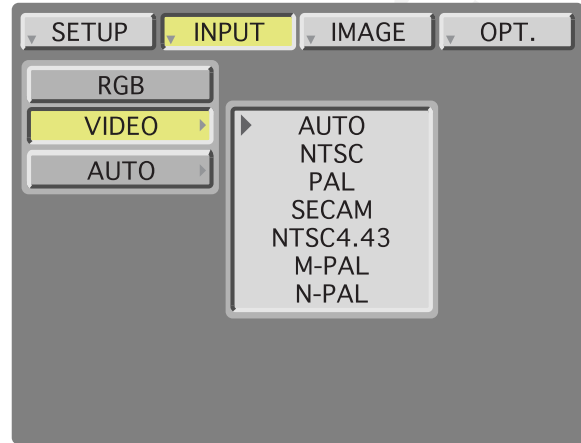 SETUP INPUT IMAGE OPT.
RGB
VIDEO
AUTO
AUTO
NTSC
PAL
SECAM
NTSC4.43
M-PAL
N-PAL